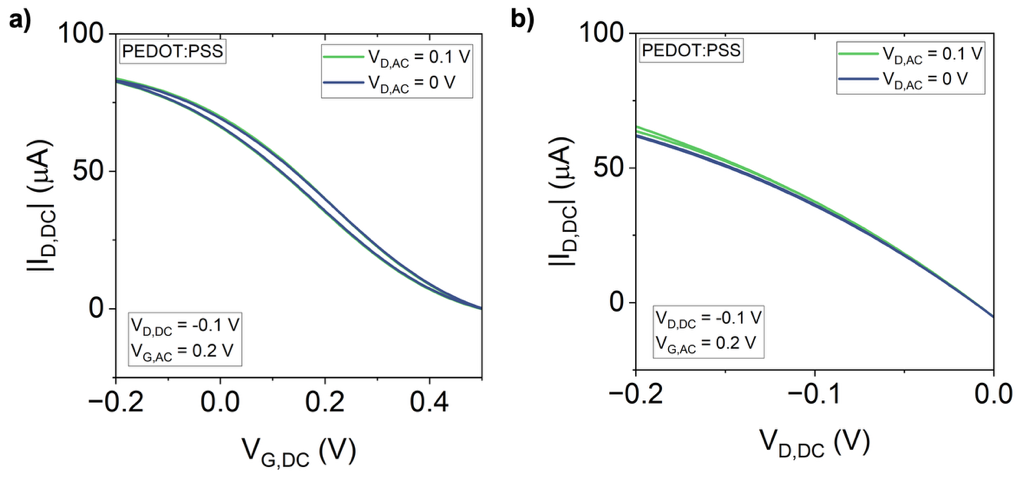 a)
100
50
0
|I_D,DC| (μA)
PEDOT:PSS
V_D,AC = 0.1 V
V_D,AC = 0 V
V_D,DC = -0.1 V
V_G,AC = 0.2 V
−0.2 0.0 0.2 0.4
V_G,DC (V)
b)
100
50
0
|I_D,DC| (μA)
PEDOT:PSS
V_D,AC = 0.1 V
V_D,AC = 0 V
V_D,DC = -0.1 V
V_G,AC = 0.2 V
−0.2 −0.1 0.0
V_D,DC (V)